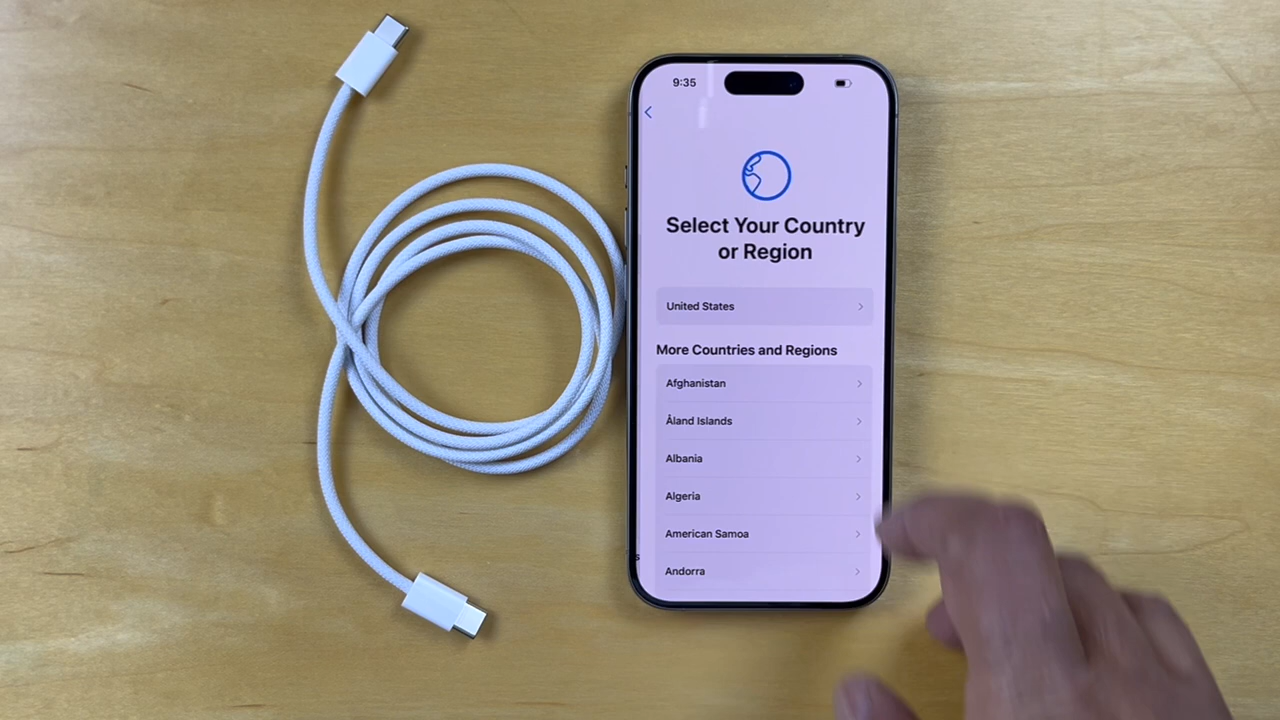 9:35
Select Your Country
or Region
United States
More Countries and Regions
Afghanistan
Åland Islands
Albania
Algeria
American Samoa
s
Andorra